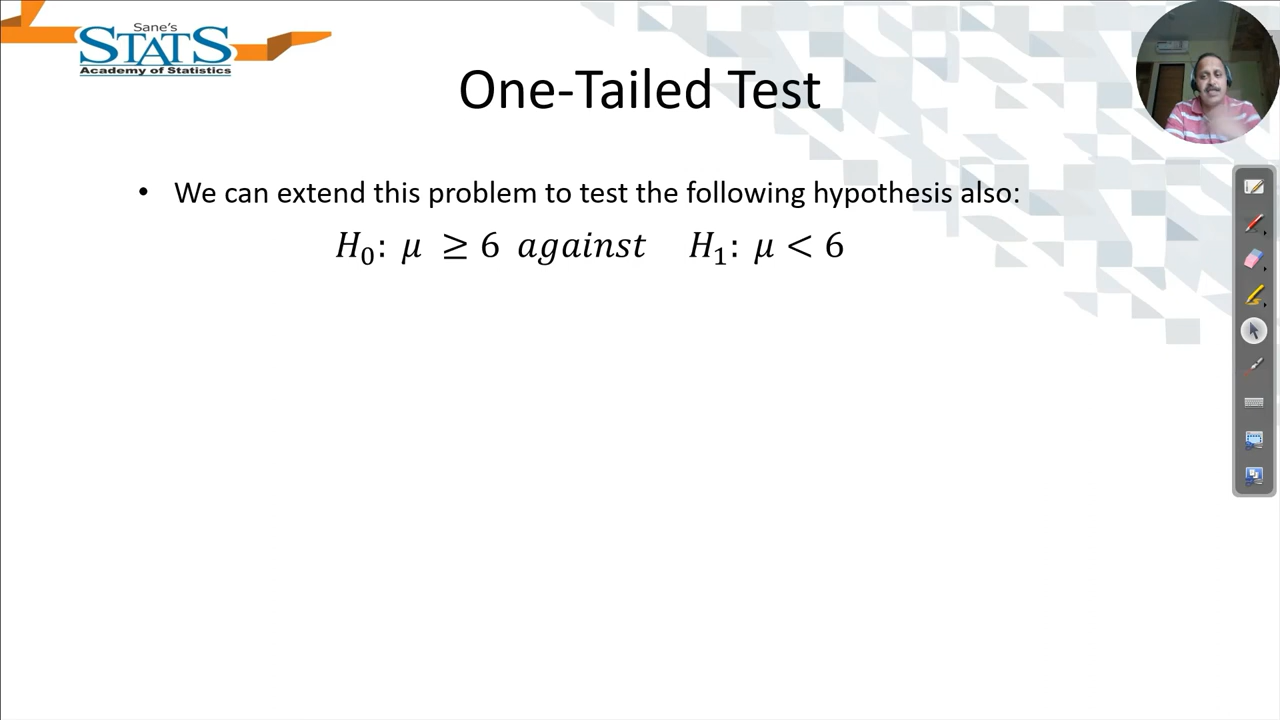 Sane's
STATS
Academy of Statistics
One-Tailed Test
• We can extend this problem to test the following hypothesis also:
H₀: μ ≥ 6 against H₁: μ < 6